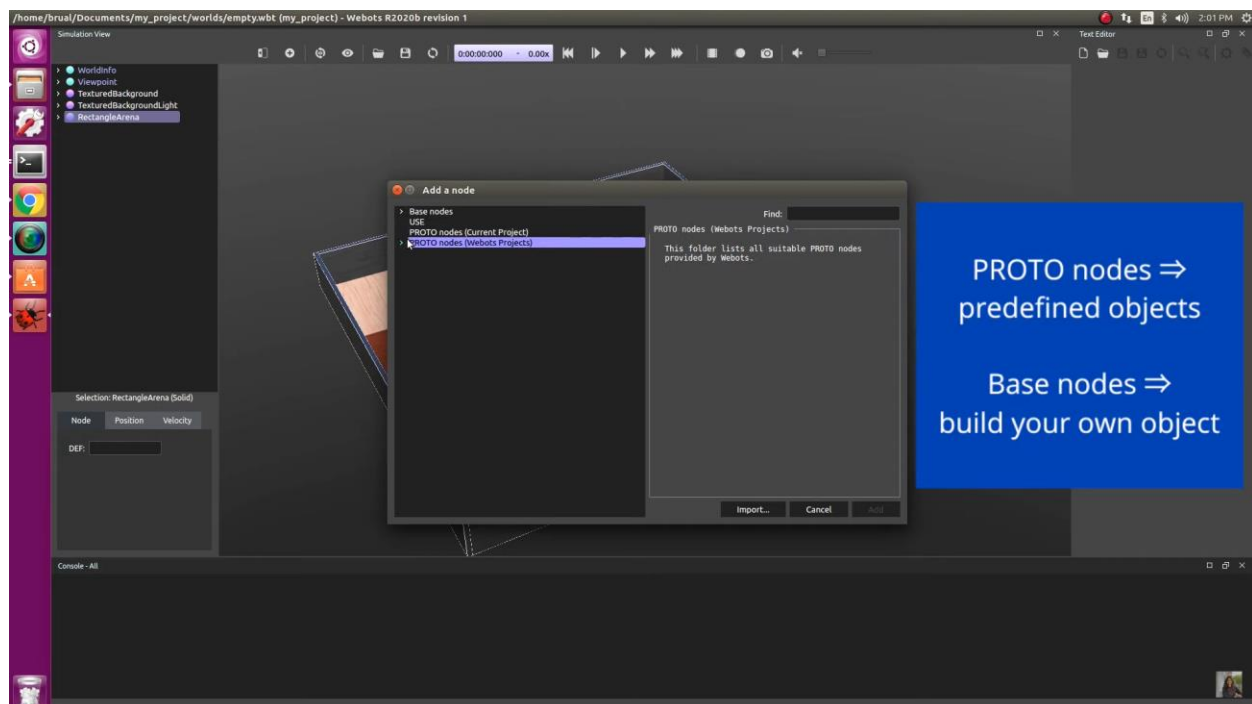 /home/brual/Documents/my_project/worlds/empty.wbt (my_project) - Webots R2020b revision 1
En
2:01 PM
Simulation View
Text Editor
0:00:00:000 - 0.00x
WorldInfo
Viewpoint
TexturedBackground
TexturedBackgroundLight
RectangleArena
Add a node
Base nodes
USE
PROTO nodes (Current Project)
PROTO nodes (Webots Projects)
Find:
PROTO nodes (Webots Projects)
This folder lists all suitable PROTO nodes
provided by Webots.
Import...
Cancel
Add
PROTO nodes ⇒
predefined objects
Base nodes ⇒
build your own object
Selection: RectangleArena (Solid)
Node
Position
Velocity
DEF:
Console - All